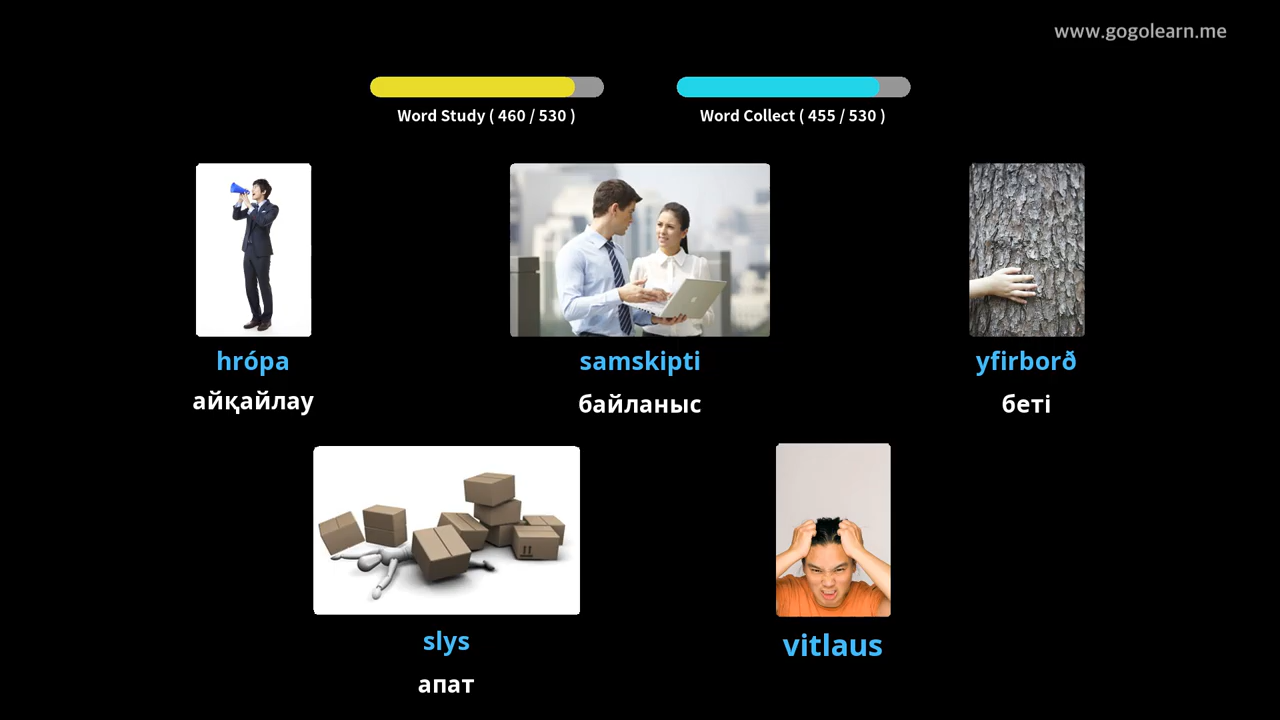 www.gogolearn.me
Word Study ( 460 / 530 )
Word Collect ( 455 / 530 )
hrópa
айқайлау
samskipti
байланыс
yfirborð
беті
slys
апат
vitlaus